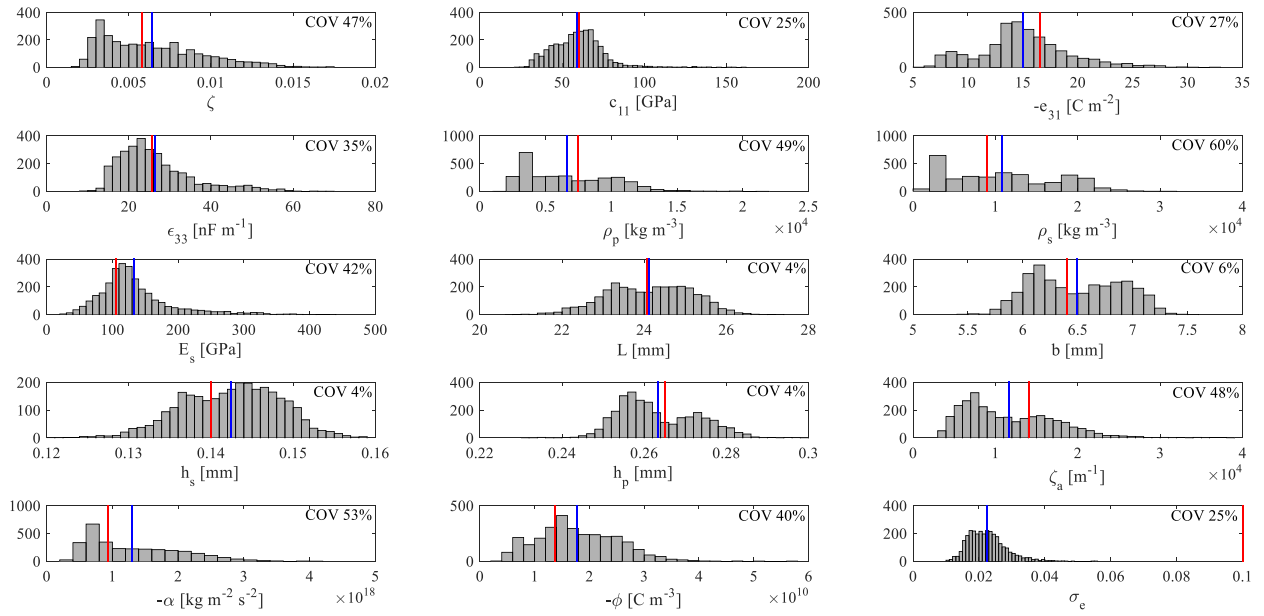 400 COV 47%
200
0
0 0.005 0.01 0.015 0.02
ζ
400 COV 25%
200
0
0 50 100 150 200
c11 [GPa]
500 COV 27%
0
5 10 15 20 25 30 35
-e31 [C m-2]
400 COV 35%
200
0
0 20 40 60 80
ϵ33 [nF m-1]
1000 COV 49%
500
0
0 0.5 1 1.5 2 2.5
ρp [kg m-3] ×10^4
1000 COV 60%
500
0
0 1 2 3 4
ρs [kg m-3] ×10^4
400 COV 42%
200
0
100 200 300 400 500
Es [GPa]
400 COV 4%
200
0
20 22 24 26 28
L [mm]
400 COV 6%
200
0
5 5.5 6 6.5 7 7.5 8
b [mm]
200 COV 4%
100
0
0.12 0.13 0.14 0.15 0.16
hs [mm]
400 COV 4%
200
0
0.22 0.24 0.26 0.28 0.3
hp [mm]
400 COV 48%
200
0
0 1 2 3 4
ζa [m-1] ×10^4
1000 COV 53%
500
0
0 1 2 3 4 5
-α [kg m-2 s-2] ×10^18
500 COV 40%
0
0 1 2 3 4 5 6
-ϕ [C m-3] ×10^10
400 COV 25%
200
0
0 0.02 0.04 0.06 0.08 0.1
σe